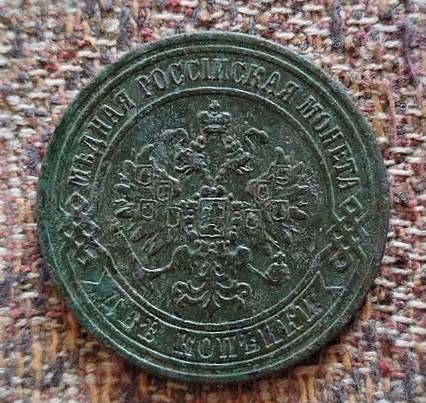 МѢДНАЯ РОССІЙСКАЯ МОНЕТА
ДВѢ КОПѢЙКИ